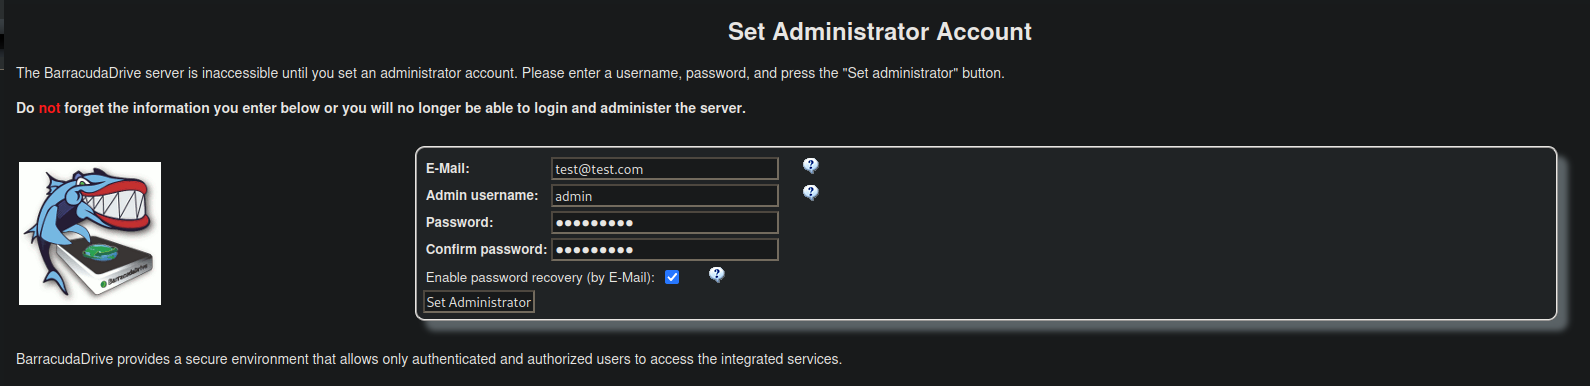 Set Administrator Account
The BarracudaDrive server is inaccessible until you set an administrator account. Please enter a username, password, and press the "Set administrator" button.
Do not forget the information you enter below or you will no longer be able to login and administer the server.
E-Mail: test@test.com ?
Admin username: admin ?
Password: ●●●●●●●●●
Confirm password: ●●●●●●●●●
Enable password recovery (by E-Mail): ?
Set Administrator
BarracudaDrive
BarracudaDrive provides a secure environment that allows only authenticated and authorized users to access the integrated services.